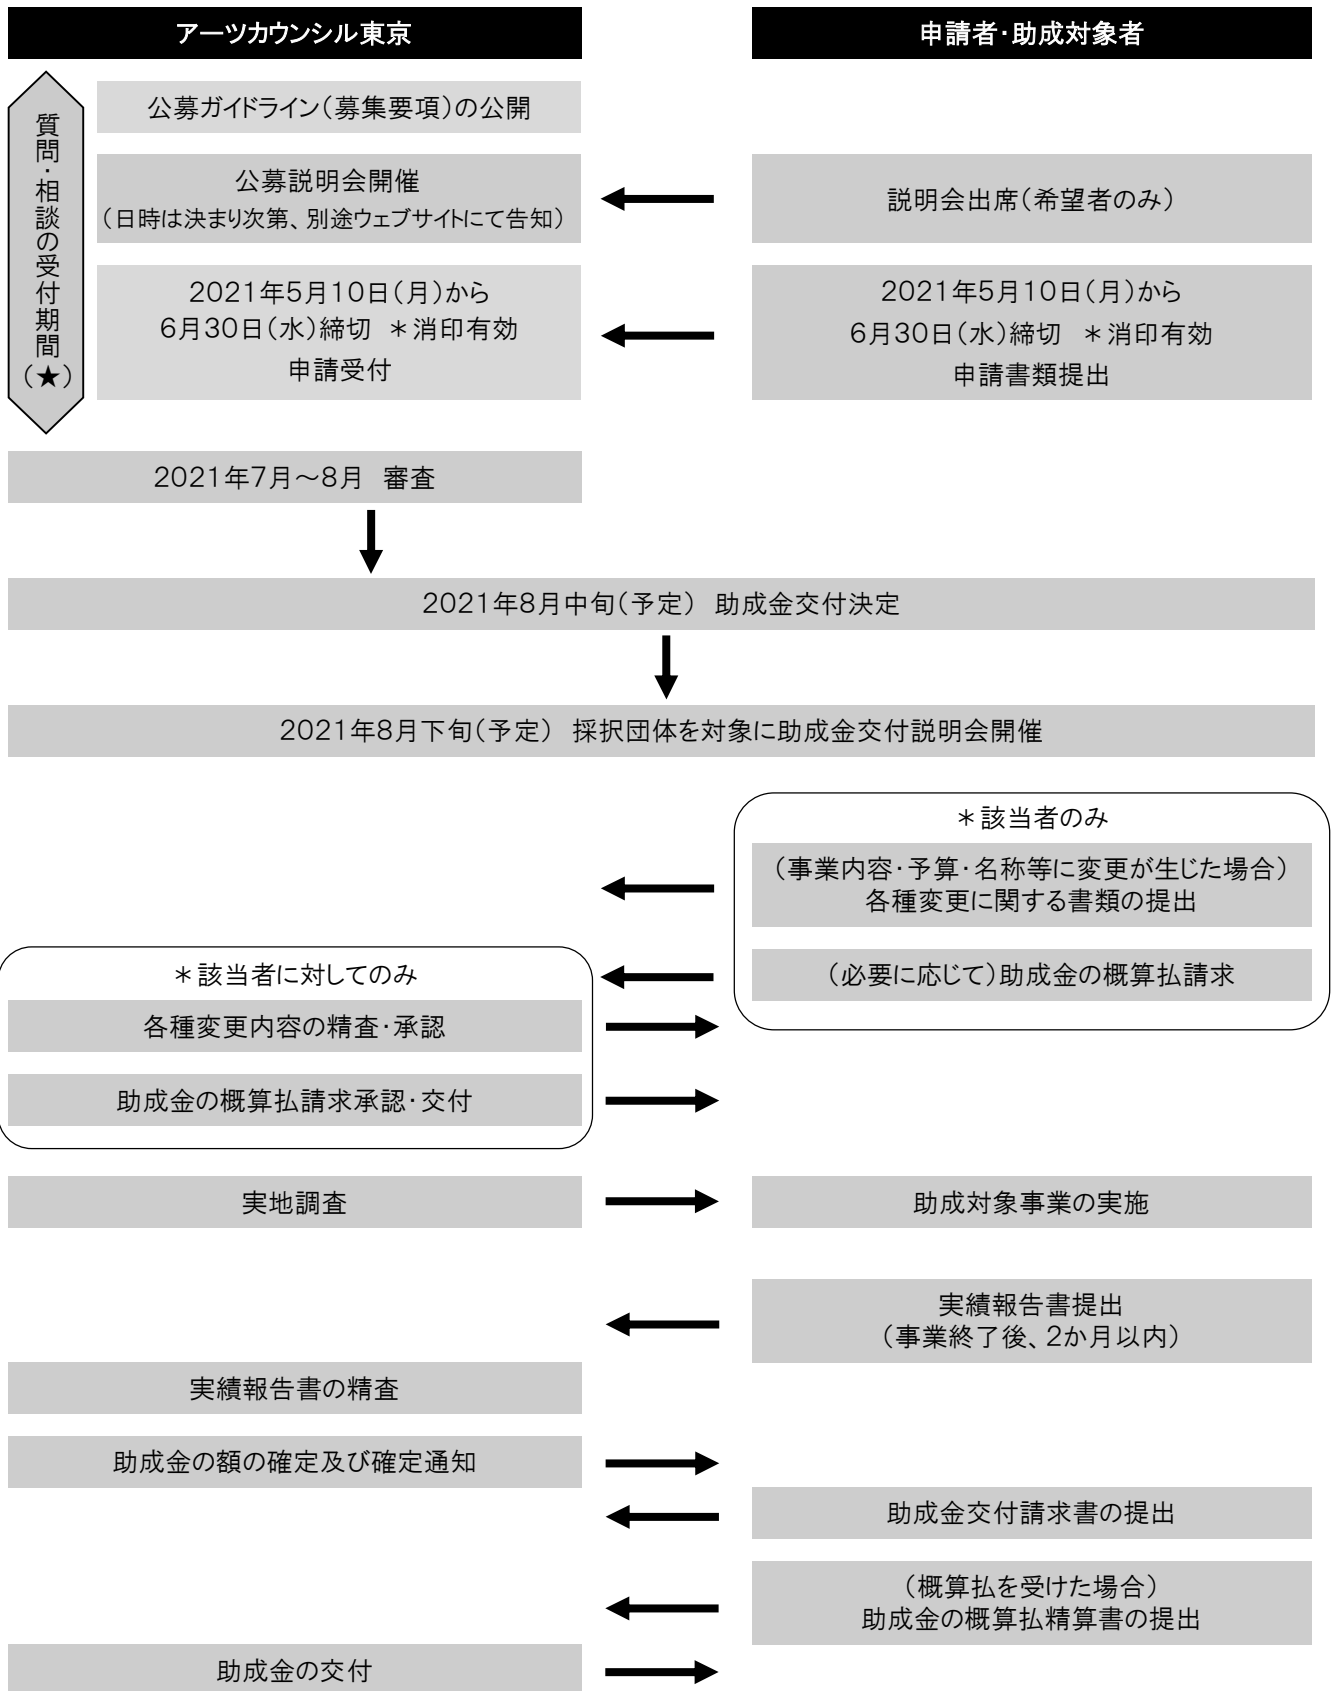 アーツカウンシル東京
申請者・助成対象者
質問・相談の受付期間(★)
公募ガイドライン(募集要項)の公開
公募説明会開催
(日時は決まり次第、別途ウェブサイトにて告知)
説明会出席(希望者のみ)
2021年5月10日(月)から
6月30日(水)締切 *消印有効
申請受付
2021年5月10日(月)から
6月30日(水)締切 *消印有効
申請書類提出
2021年7月~8月 審査
2021年8月中旬(予定) 助成金交付決定
2021年8月下旬(予定) 採択団体を対象に助成金交付説明会開催
*該当者のみ
(事業内容・予算・名称等に変更が生じた場合)
各種変更に関する書類の提出
(必要に応じて)助成金の概算払請求
*該当者に対してのみ
各種変更内容の精査・承認
助成金の概算払請求承認・交付
実地調査
助成対象事業の実施
実績報告書提出
(事業終了後、2か月以内)
実績報告書の精査
助成金の額の確定及び確定通知
助成金交付請求書の提出
(概算払を受けた場合)
助成金の概算払精算書の提出
助成金の交付